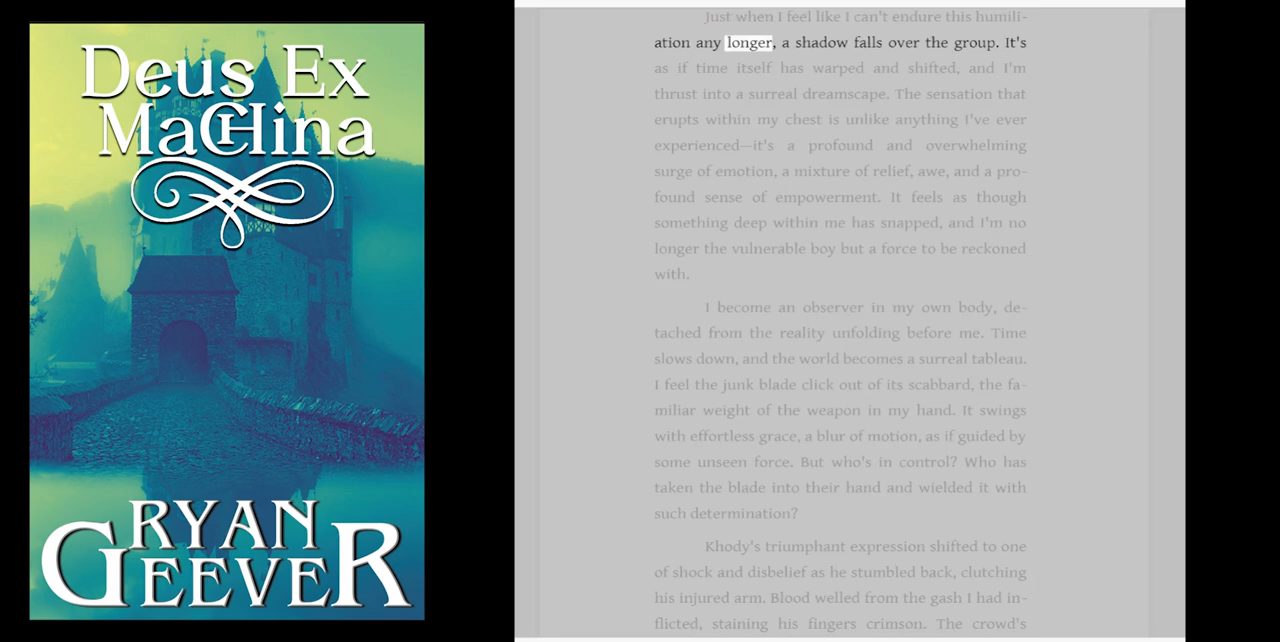 Deus Ex
MaCHina
RYAN
GEEVER
Just when I feel like I can't endure this humili-
ation any longer, a shadow falls over the group. It's
as if time itself has warped and shifted, and I'm
thrust into a surreal dreamscape. The sensation that
erupts within my chest is unlike anything I've ever
experienced—it's a profound and overwhelming
surge of emotion, a mixture of relief, awe, and a pro-
found sense of empowerment. It feels as though
something deep within me has snapped, and I'm no
longer the vulnerable boy but a force to be reckoned
with.
I become an observer in my own body, de-
tached from the reality unfolding before me. Time
slows down, and the world becomes a surreal tableau.
I feel the junk blade click out of its scabbard, the fa-
miliar weight of the weapon in my hand. It swings
with effortless grace, a blur of motion, as if guided by
some unseen force. But who's in control? Who has
taken the blade into their hand and wielded it with
such determination?
Khody's triumphant expression shifted to one
of shock and disbelief as he stumbled back, clutching
his injured arm. Blood welled from the gash I had in-
flicted, staining his fingers crimson. The crowd's